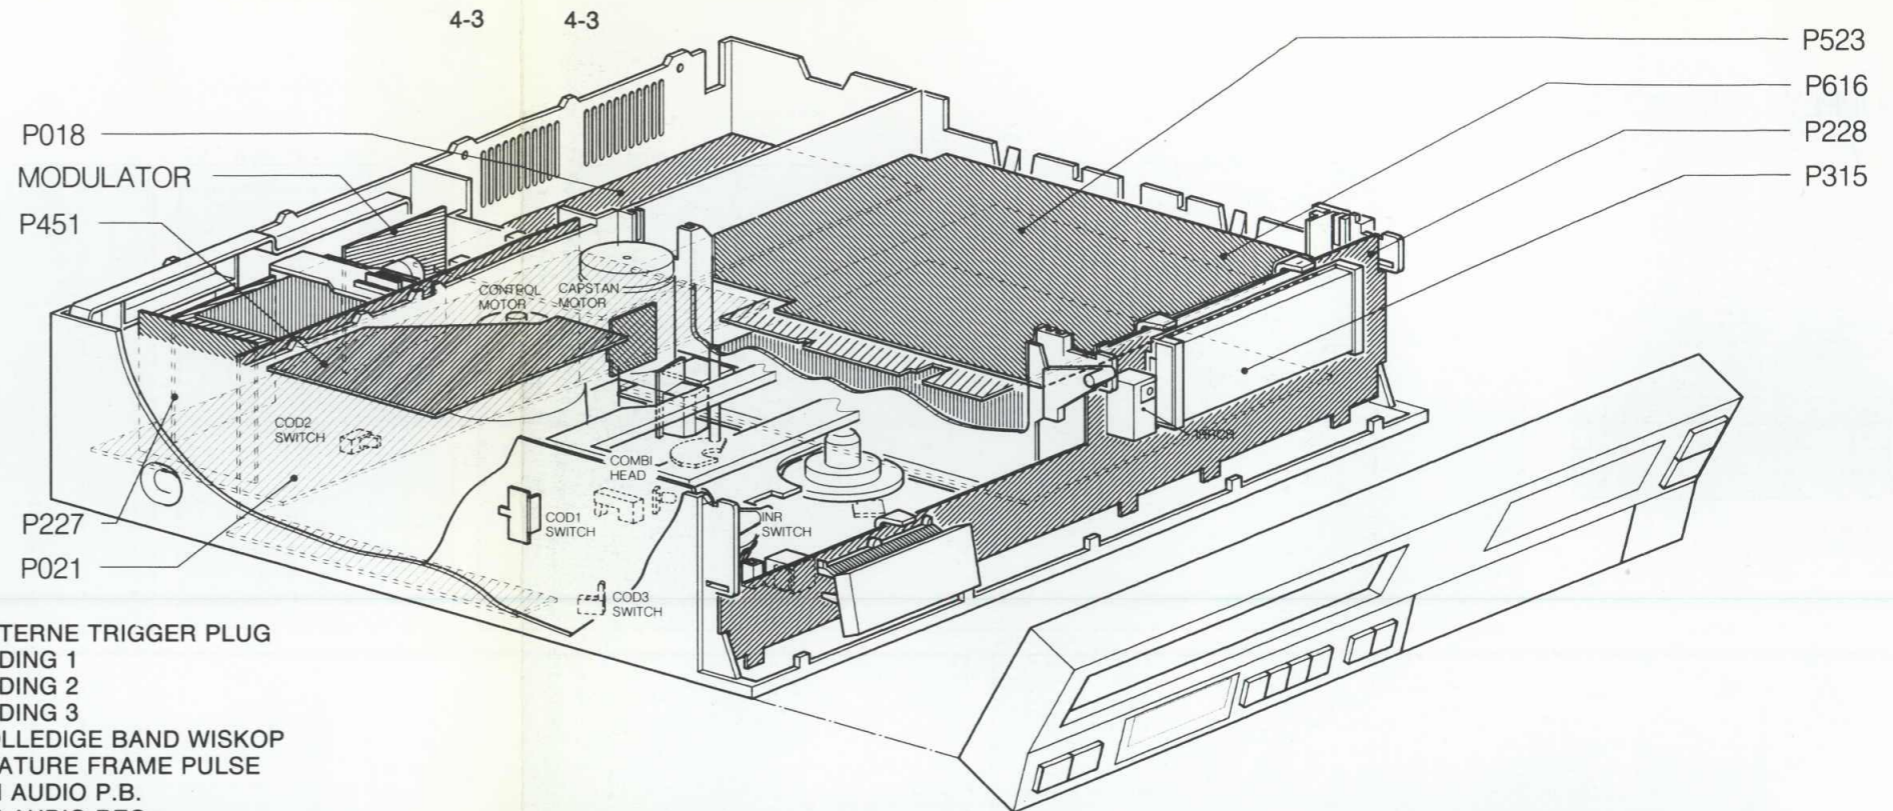 4-3 4-3
P523
P616
P228
P315
P018
MODULATOR
P451
CONTROL
MOTOR
CAPSTAN
MOTOR
COD2
SWITCH
COMBI
HEAD
COD1
SWITCH
INR
SWITCH
COD3
SWITCH
P227
P021
TERNE TRIGGER PLUG
DING 1
DING 2
DING 3
OLLEDIGE BAND WISKOP
ATURE FRAME PULSE
AUDIO P.B.